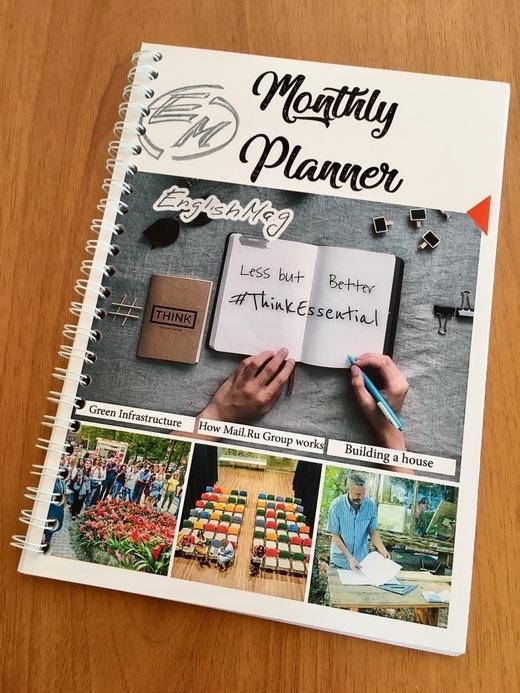 Monthly
Planner
EM
EnglishMag
Less but Better
#ThinkEssential
THINK
Green Infrastructure
How Mail.Ru Group works
Building a house